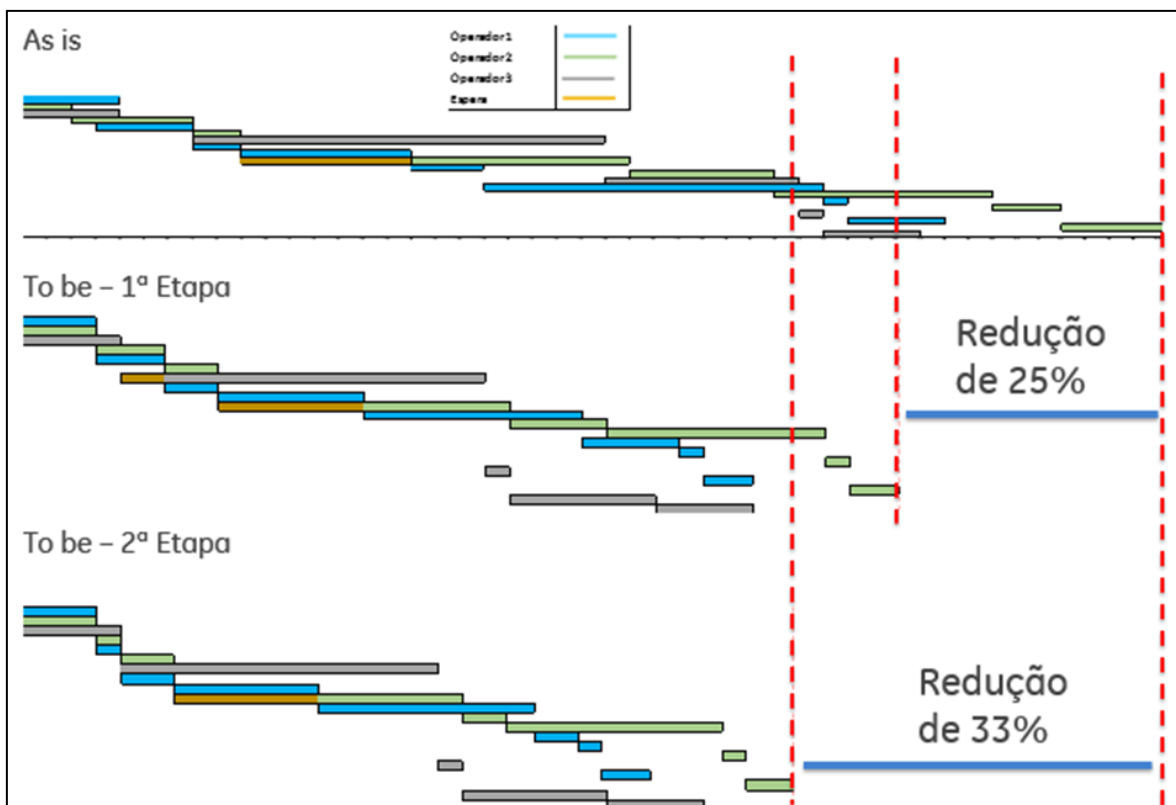 As is
Operador1
Operador2
Operador3
Espera
To be – 1ª Etapa
Redução
de 25%
To be – 2ª Etapa
Redução
de 33%